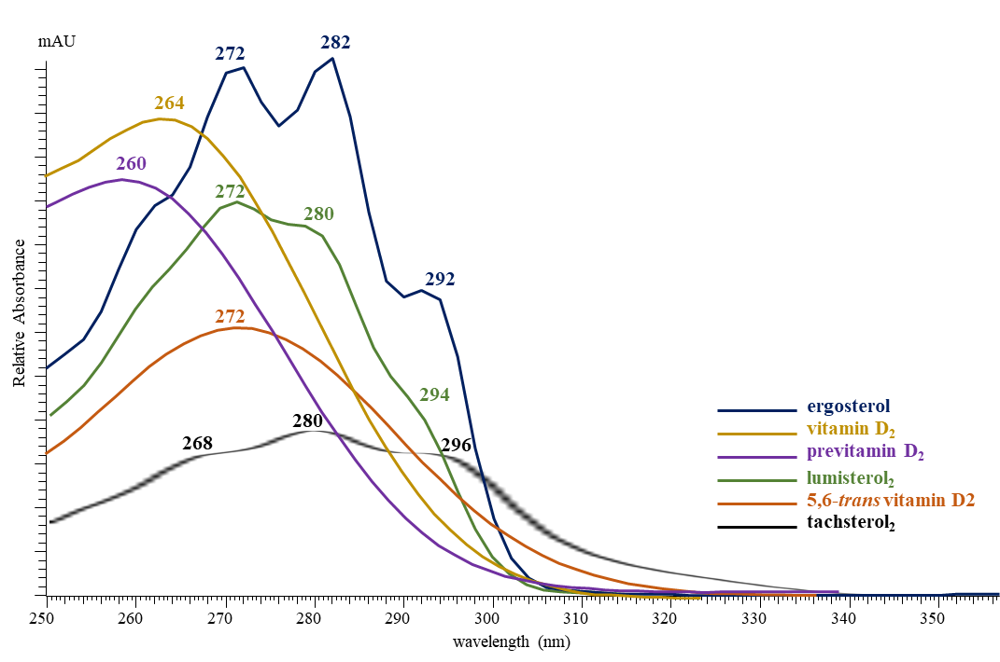 mAU
272
282
264
260
272
280
292
272
294
280
268
296
Relative Absorbance
ergosterol
vitamin D₂
previtamin D₂
lumisterol₂
5,6-trans vitamin D2
tachsterol₂
250 260 270 280 290 300 310 320 330 340 350
wavelength (nm)